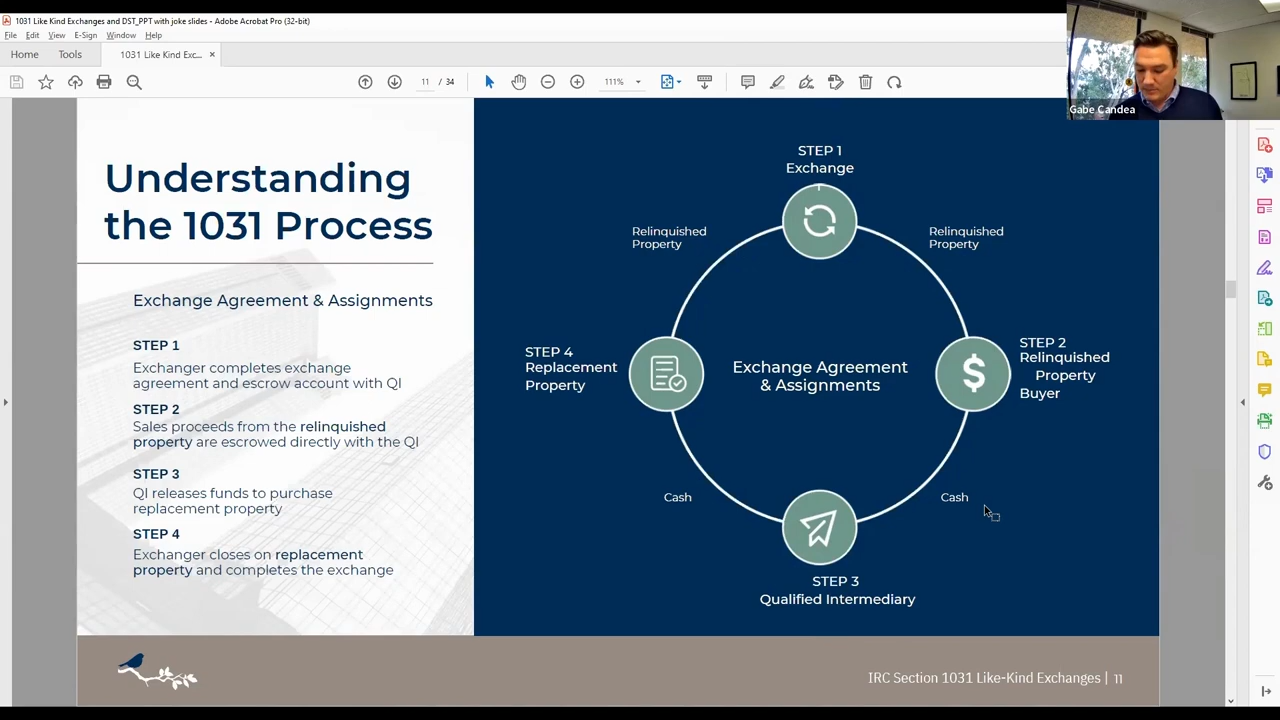 1031 Like Kind Exchanges and DST_PPT with joke slides - Adobe Acrobat Pro (32-bit)
File Edit View E-Sign Window Help
Home Tools 1031 Like Kind Exc... ×
11 / 34 111%
Gabe Candea
Understanding
the 1031 Process
Exchange Agreement & Assignments
STEP 1
Exchanger completes exchange
agreement and escrow account with QI
STEP 2
Sales proceeds from the relinquished
property are escrowed directly with the QI
STEP 3
QI releases funds to purchase
replacement property
STEP 4
Exchanger closes on replacement
property and completes the exchange
STEP 1
Exchange
Relinquished
Property
Relinquished
Property
STEP 4
Replacement
Property
Exchange Agreement
& Assignments
$
STEP 2
Relinquished
Property
Buyer
Cash
Cash
STEP 3
Qualified Intermediary
IRC Section 1031 Like-Kind Exchanges | 11